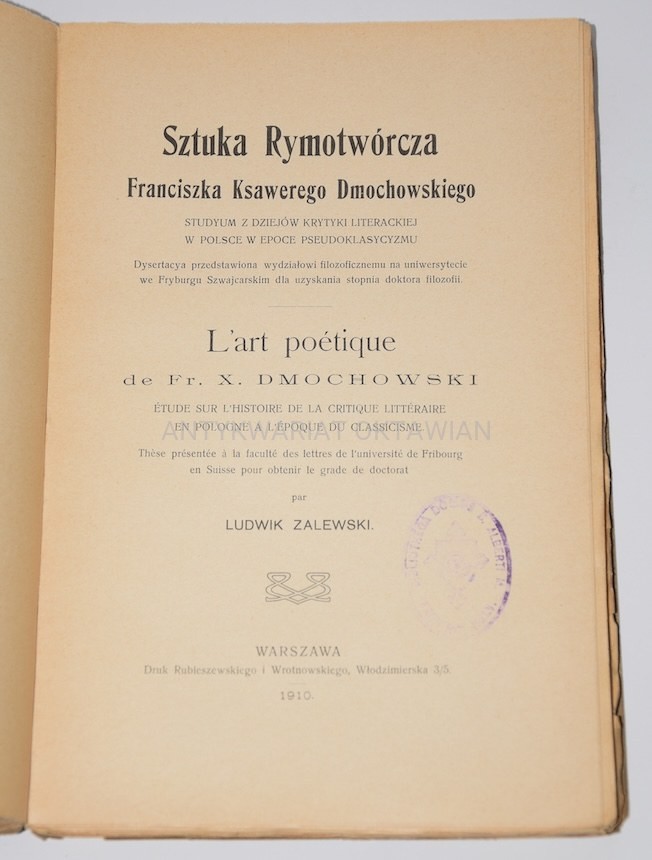 Sztuka Rymotwórcza
Franciszka Ksawerego Dmochowskiego
STUDYUM Z DZIEJÓW KRYTYKI LITERACKIEJ
W POLSCE W EPOCE PSEUDOKLASYCYZMU
Dysertacya przedstawiona wydziałowi filozoficznemu na uniwersytecie
we Fryburgu Szwajcarskim dla uzyskania stopnia doktora filozofii.
L'art poétique
de Fr. X. DMOCHOWSKI
ÉTUDE SUR L'HISTOIRE DE LA CRITIQUE LITTÉRAIRE
EN POLOGNE A L'ÉPOQUE DU CLASSICISME.
ANTYKWARIAT OKTAWIAN
Thèse présentée à la faculté des lettres de l'université de Fribourg
en Suisse pour obtenir le grade de doctorat
par
LUDWIK ZALEWSKI.
WARSZAWA
Druk Rubieszewskiego i Wrotnowskiego, Włodzimierska 3/5.
1910.